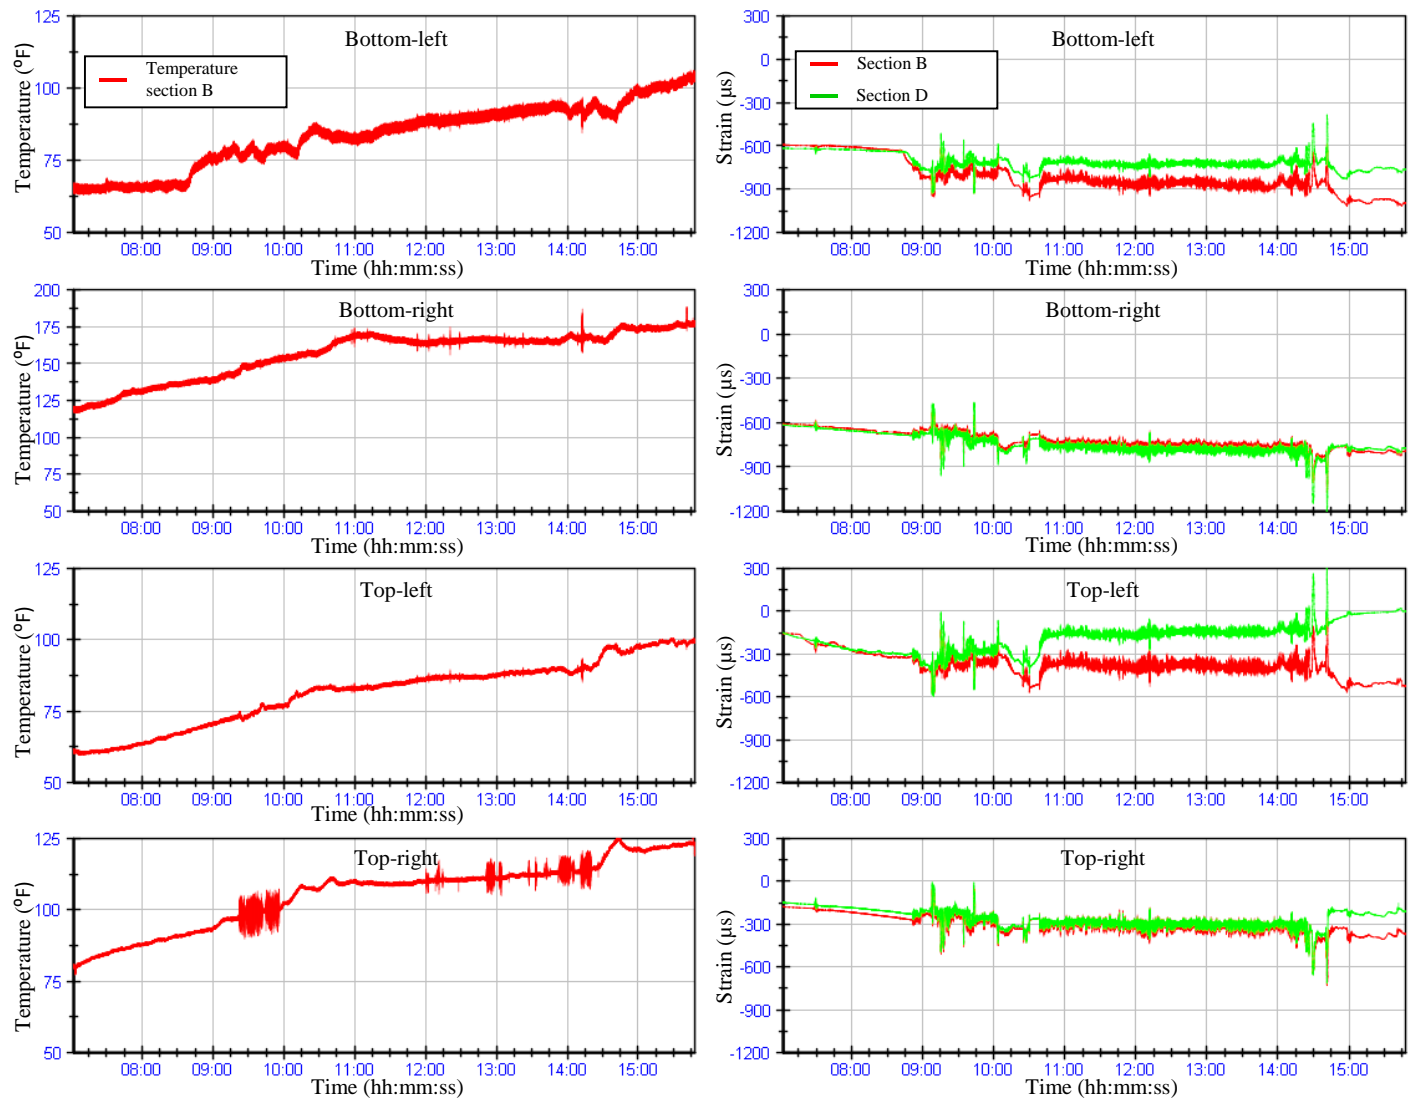 125
100
75
50
Temperature (ºF)
Bottom-left
Temperature
section B
08:00 09:00 10:00 11:00 12:00 13:00 14:00 15:00
Time (hh:mm:ss)
300
0
-300
-600
-900
-1200
Strain (μs)
Bottom-left
Section B
Section D
08:00 09:00 10:00 11:00 12:00 13:00 14:00 15:00
Time (hh:mm:ss)
200
175
150
125
100
75
50
Temperature (ºF)
Bottom-right
08:00 09:00 10:00 11:00 12:00 13:00 14:00 15:00
Time (hh:mm:ss)
300
0
-300
-600
-900
-1200
Strain (μs)
Bottom-right
08:00 09:00 10:00 11:00 12:00 13:00 14:00 15:00
Time (hh:mm:ss)
125
100
75
50
Temperature (ºF)
Top-left
08:00 09:00 10:00 11:00 12:00 13:00 14:00 15:00
Time (hh:mm:ss)
300
0
-300
-600
-900
-1200
Strain (μs)
Top-left
08:00 09:00 10:00 11:00 12:00 13:00 14:00 15:00
Time (hh:mm:ss)
125
100
75
50
Temperature (ºF)
Top-right
08:00 09:00 10:00 11:00 12:00 13:00 14:00 15:00
Time (hh:mm:ss)
300
0
-300
-600
-900
-1200
Strain (μs)
Top-right
08:00 09:00 10:00 11:00 12:00 13:00 14:00 15:00
Time (hh:mm:ss)